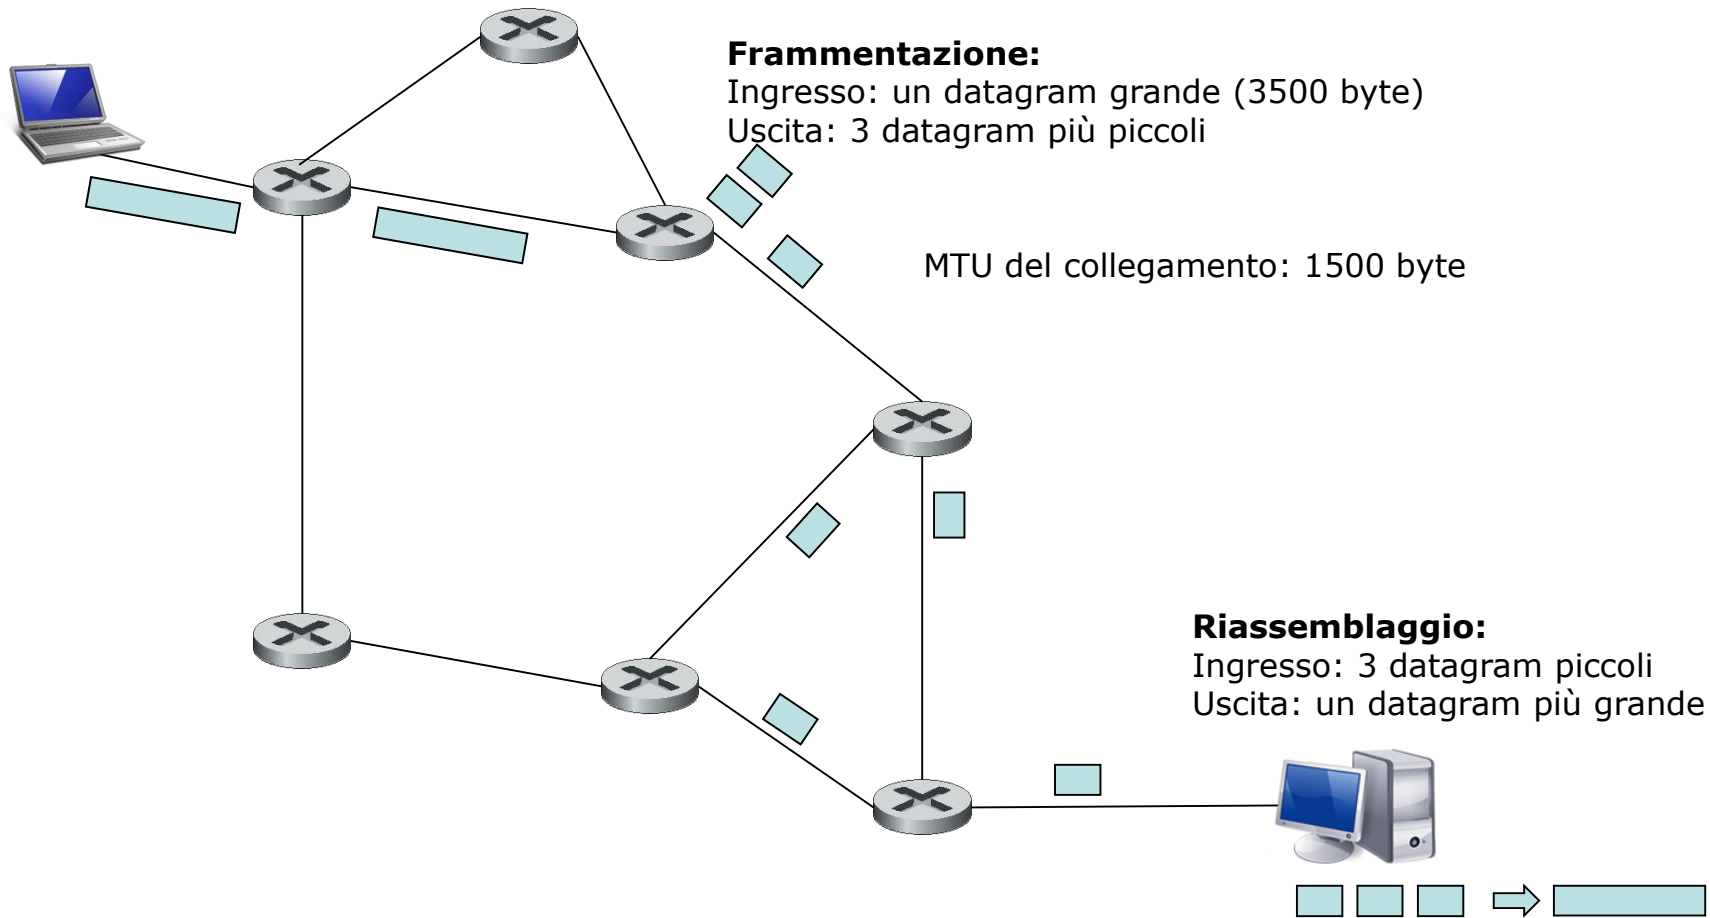 Frammentazione:
Ingresso: un datagram grande (3500 byte)
Uscita: 3 datagram più piccoli
MTU del collegamento: 1500 byte
Riassemblaggio:
Ingresso: 3 datagram piccoli
Uscita: un datagram più grande